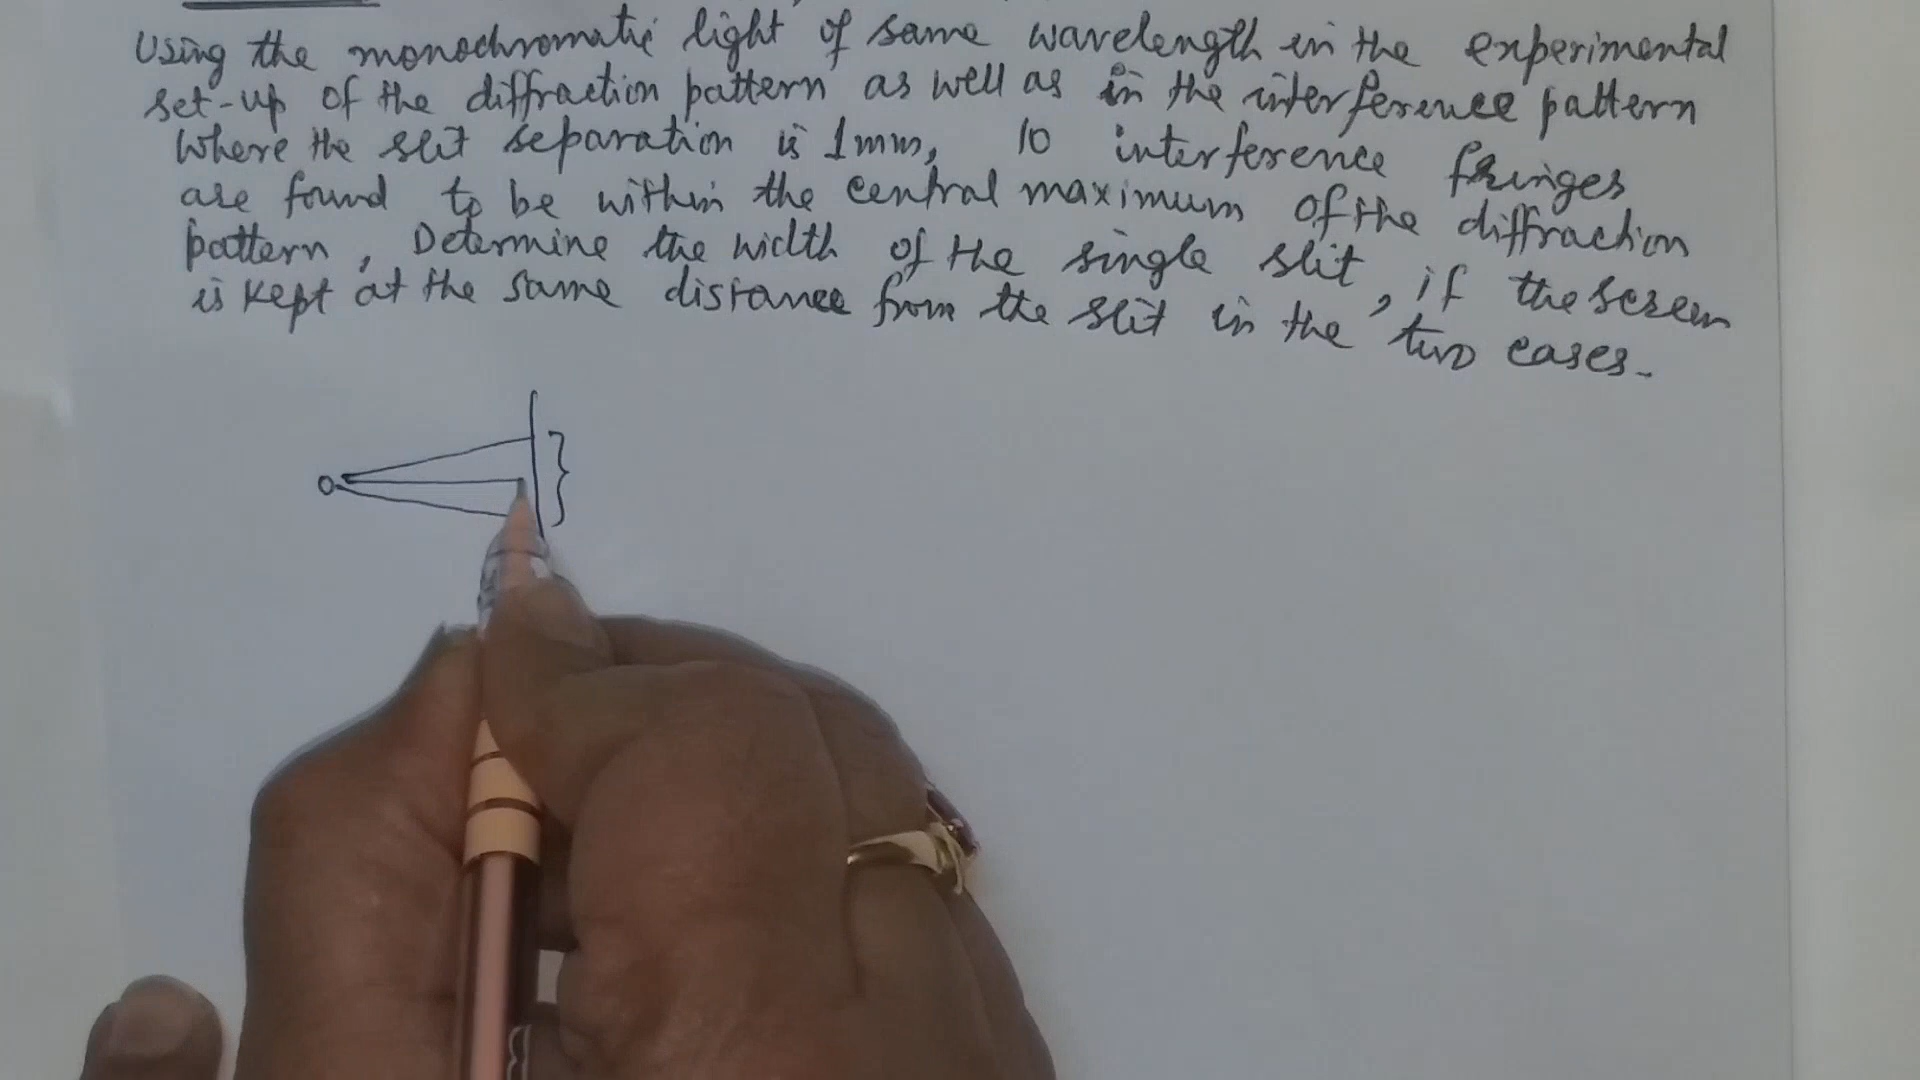 Using the monochromatic light of same wavelength in the experimental
set-up of the diffraction pattern as well as in the interference pattern
where the slit separation is 1mm, 10 interference fringes
are found to be within the central maximum of the diffraction
pattern, Determine the width of the single slit, if the screen
is kept at the same distance from the slit in the two cases.